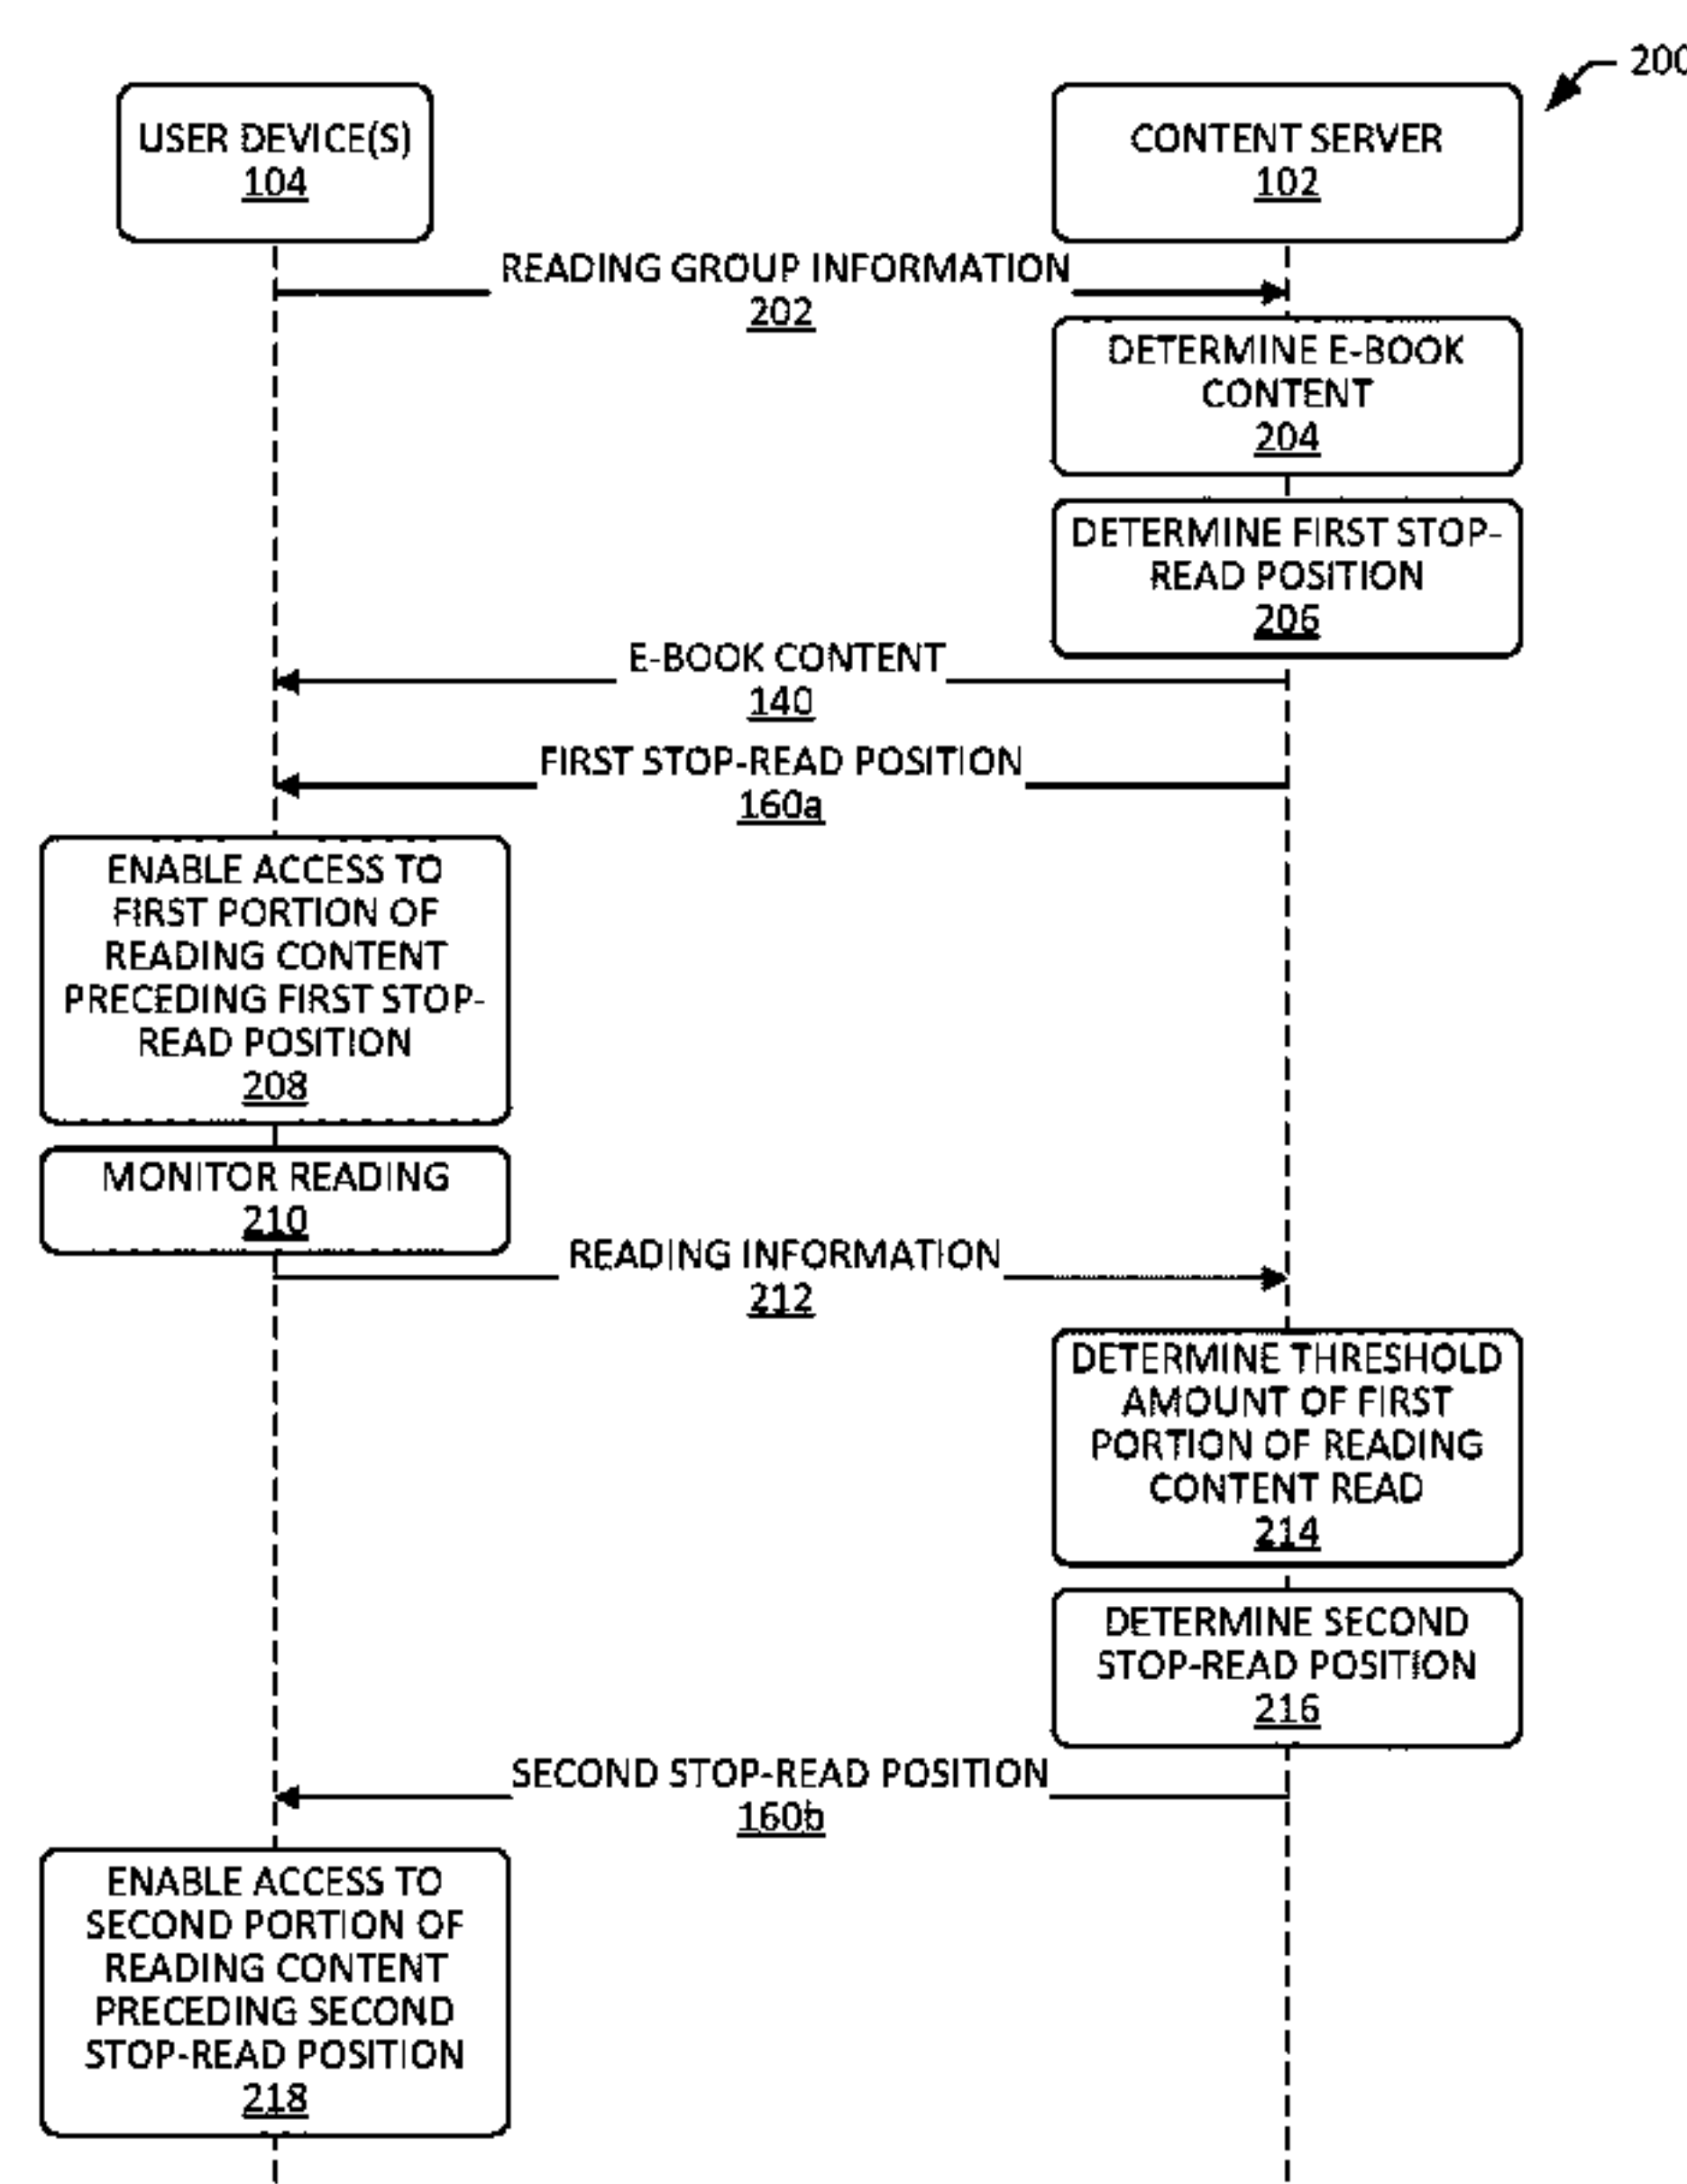 200
USER DEVICE(S)
104
CONTENT SERVER
102
READING GROUP INFORMATION
202
DETERMINE E-BOOK
CONTENT
204
DETERMINE FIRST STOP-
READ POSITION
206
E-BOOK CONTENT
140
FIRST STOP-READ POSITION
160a
ENABLE ACCESS TO
FIRST PORTION OF
READING CONTENT
PRECEDING FIRST STOP-
READ POSITION
208
MONITOR READING
210
READING INFORMATION
212
DETERMINE THRESHOLD
AMOUNT OF FIRST
PORTION OF READING
CONTENT READ
214
DETERMINE SECOND
STOP-READ POSITION
216
SECOND STOP-READ POSITION
160b
ENABLE ACCESS TO
SECOND PORTION OF
READING CONTENT
PRECEDING SECOND
STOP-READ POSITION
218